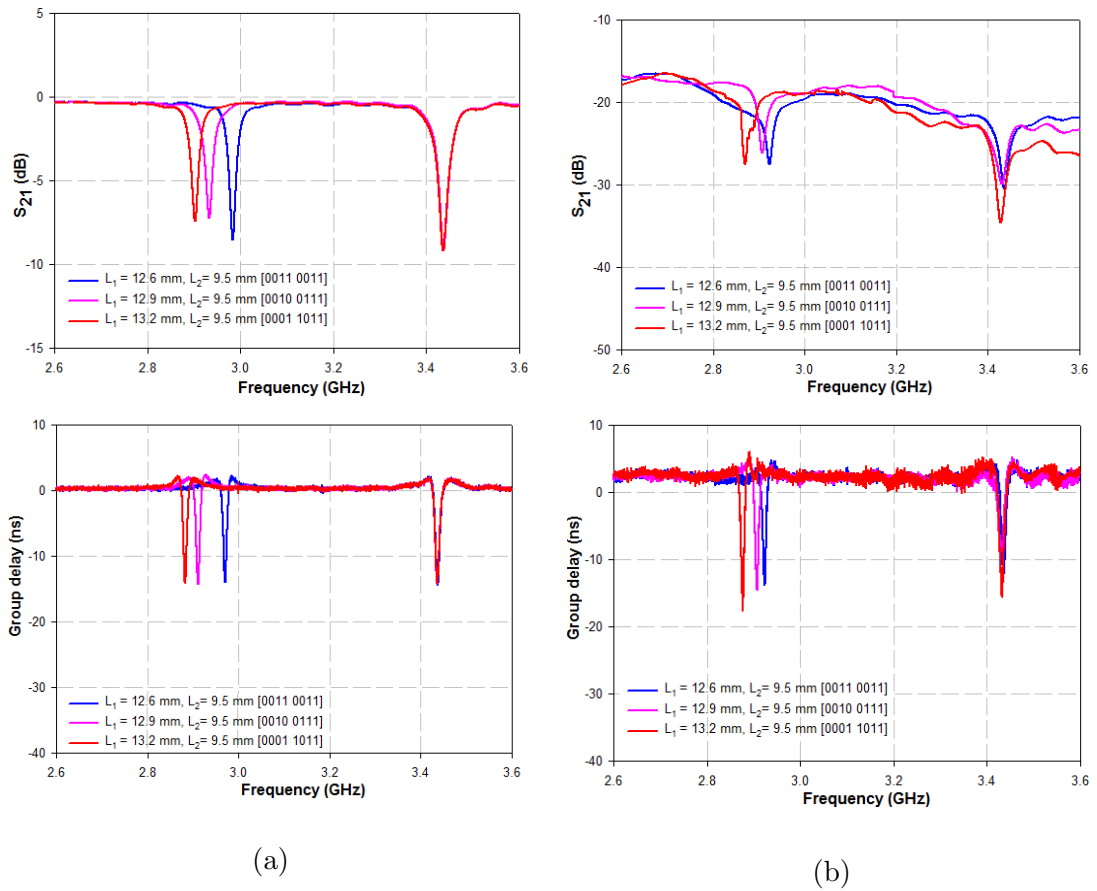 5
0
-5
-10
-15
S21 (dB)
L1 = 12.6 mm, L2= 9.5 mm [0011 0011]
L1 = 12.9 mm, L2= 9.5 mm [0010 0111]
L1 = 13.2 mm, L2= 9.5 mm [0001 1011]
2.6 2.8 3.0 3.2 3.4 3.6
Frequency (GHz)
-10
-20
-30
-40
-50
S21 (dB)
L1 = 12.6 mm, L2= 9.5 mm [0011 0011]
L1 = 12.9 mm, L2= 9.5 mm [0010 0111]
L1 = 13.2 mm, L2= 9.5 mm [0001 1011]
2.6 2.8 3.0 3.2 3.4 3.6
Frequency (GHz)
10
0
-10
-20
-30
-40
Group delay (ns)
L1 = 12.6 mm, L2= 9.5 mm [0011 0011]
L1 = 12.9 mm, L2= 9.5 mm [0010 0111]
L1 = 13.2 mm, L2= 9.5 mm [0001 1011]
2.6 2.8 3.0 3.2 3.4 3.6
Frequency (GHz)
10
0
-10
-20
-30
-40
Group delay (ns)
L1 = 12.6 mm, L2= 9.5 mm [0011 0011]
L1 = 12.9 mm, L2= 9.5 mm [0010 0111]
L1 = 13.2 mm, L2= 9.5 mm [0001 1011]
2.6 2.8 3.0 3.2 3.4 3.6
Frequency (GHz)
(a)
(b)